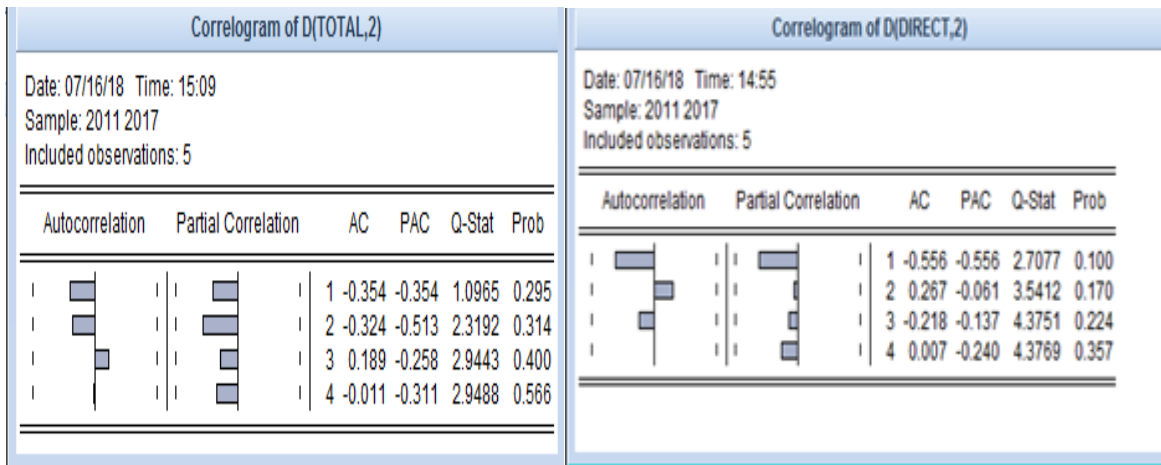 Correlogram of D(TOTAL,2)
Date: 07/16/18 Time: 15:09
Sample: 2011 2017
Included observations: 5
Autocorrelation Partial Correlation AC PAC Q-Stat Prob
1 -0.354 -0.354 1.0965 0.295
2 -0.324 -0.513 2.3192 0.314
3 0.189 -0.258 2.9443 0.400
4 -0.011 -0.311 2.9488 0.566
Correlogram of D(DIRECT,2)
Date: 07/16/18 Time: 14:55
Sample: 2011 2017
Included observations: 5
Autocorrelation Partial Correlation AC PAC Q-Stat Prob
1 -0.556 -0.556 2.7077 0.100
2 0.267 -0.061 3.5412 0.170
3 -0.218 -0.137 4.3751 0.224
4 0.007 -0.240 4.3769 0.357